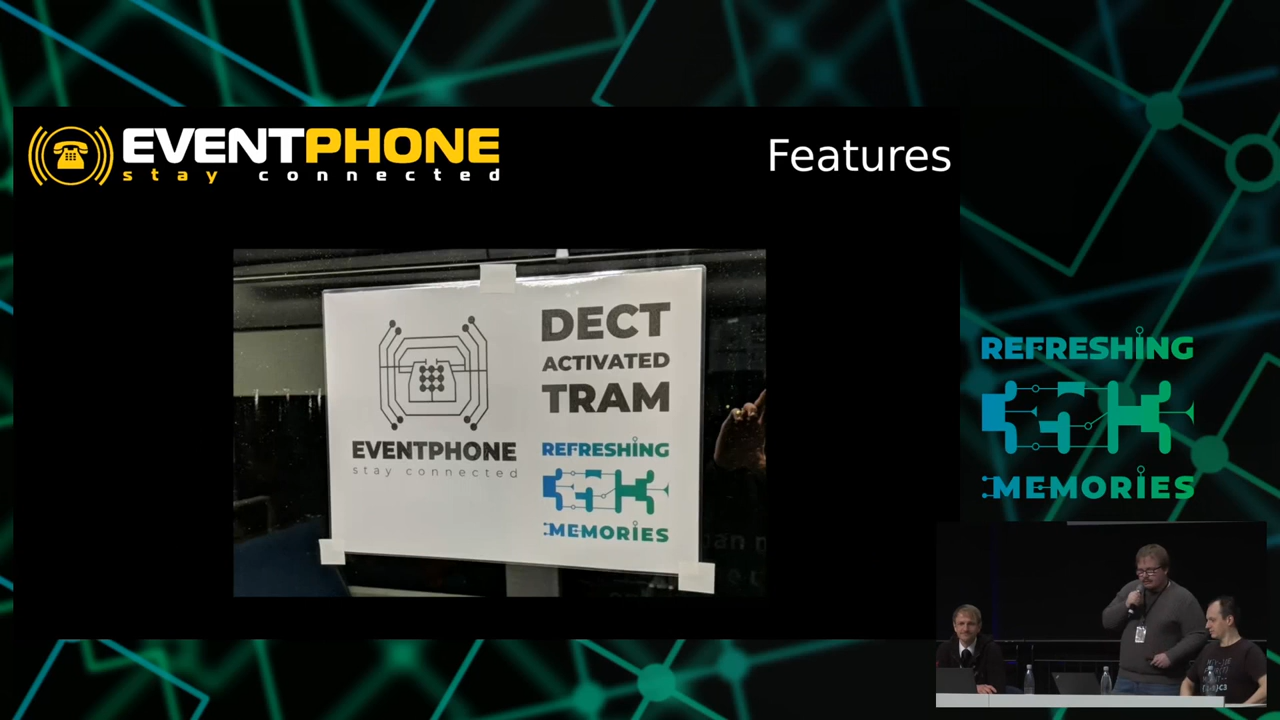 EVENTPHONE
stay connected
Features
DECT
ACTIVATED
TRAM
EVENTPHONE
stay connected
REFRESHING
MEMORIES
REFRESHING
MEMORIES